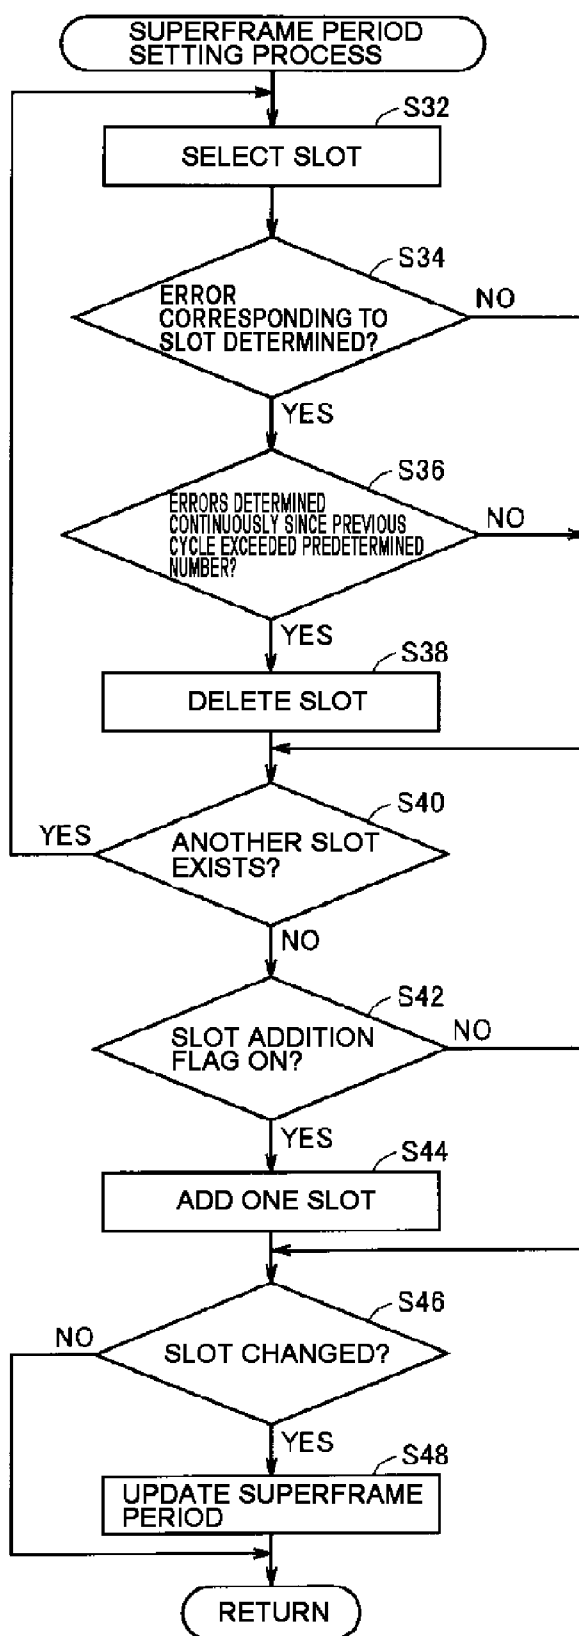 SUPERFRAME PERIOD
SETTING PROCESS
S32
SELECT SLOT
S34
ERROR
CORRESPONDING TO
SLOT DETERMINED?
NO
YES
S36
ERRORS DETERMINED
CONTINUOUSLY SINCE PREVIOUS
CYCLE EXCEEDED PREDETERMINED
NUMBER?
NO
YES
S38
DELETE SLOT
S40
YES
ANOTHER SLOT
EXISTS?
NO
S42
SLOT ADDITION
FLAG ON?
NO
YES
S44
ADD ONE SLOT
S46
NO
SLOT CHANGED?
YES
S48
UPDATE SUPERFRAME
PERIOD
RETURN